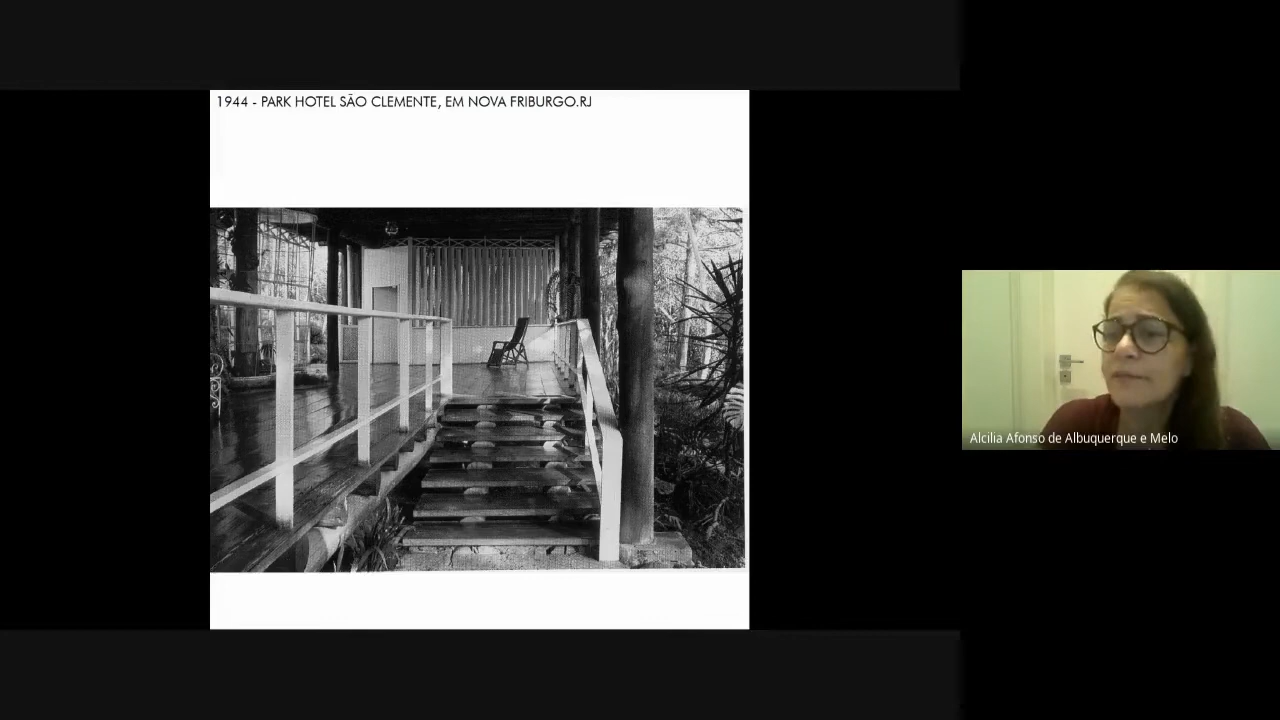 1944 - PARK HOTEL SÃO CLEMENTE, EM NOVA FRIBURGO.RJ
Alcilia Afonso de Albuquerque e Melo